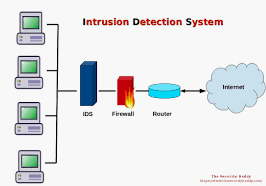 Intrusion Detection System
Internet
IDS
Firewall
Router
The Security Buddy